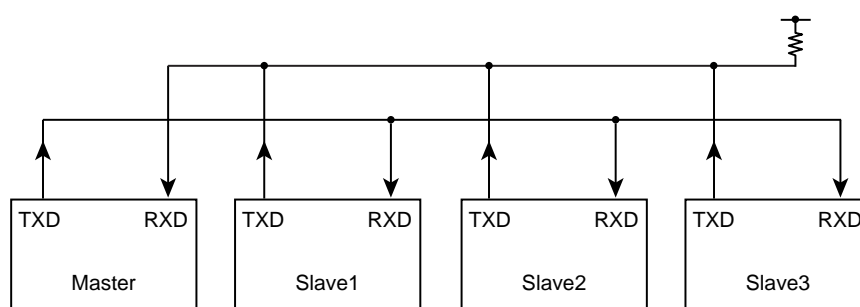 TXD RXD TXD RXD TXD RXD TXD RXD
Master Slave1 Slave2 Slave3